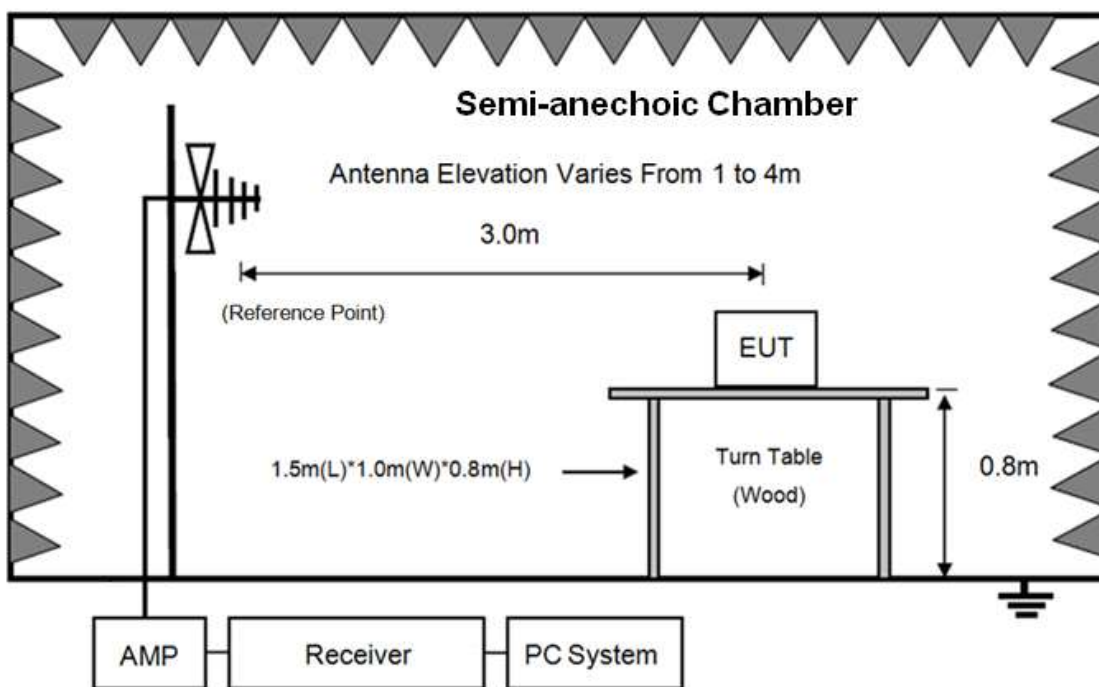 Semi-anechoic Chamber
Antenna Elevation Varies From 1 to 4m
3.0m
(Reference Point)
EUT
1.5m(L)*1.0m(W)*0.8m(H)
Turn Table
(Wood)
0.8m
AMP
Receiver
PC System